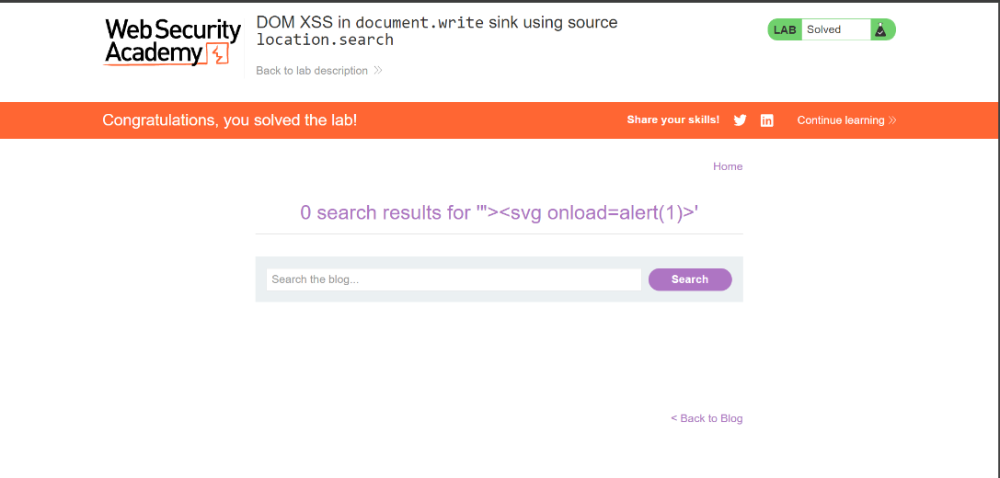 Web Security
Academy
DOM XSS in document.write sink using source
location.search
Back to lab description
LAB Solved
Congratulations, you solved the lab!
Share your skills!
Continue learning
Home
0 search results for '"><svg onload=alert(1)>'
Search the blog...
Search
< Back to Blog